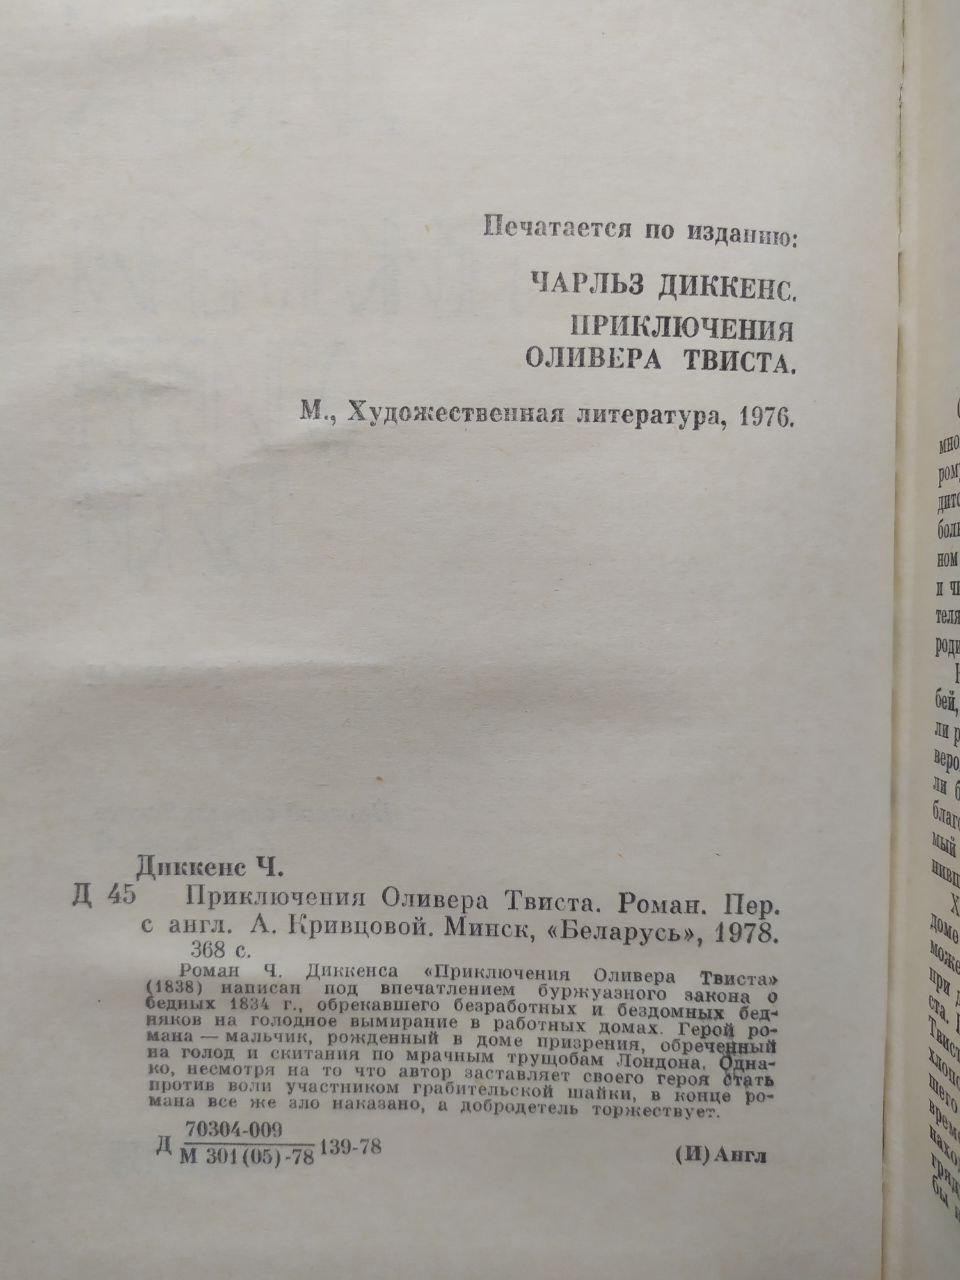 Печатается по изданию:
ЧАРЛЬЗ ДИККЕНС.
ПРИКЛЮЧЕНИЯ
ОЛИВЕРА ТВИСТА.
М., Художественная литература, 1976.
Диккенс Ч.
Д 45 Приключения Оливера Твиста. Роман. Пер.
с англ. А. Кривцовой. Минск, «Беларусь», 1978.
368 с.
Роман Ч. Диккенса «Приключения Оливера Твиста»
(1838) написан под впечатлением буржуазного закона о
бедных 1834 г., обрекавшего безработных и бездомных бед-
няков на голодное вымирание в работных домах. Герой ро-
мана — мальчик, рожденный в доме призрения, обреченный
на голод и скитания по мрачным трущобам Лондона. Одна-
ко, несмотря на то что автор заставляет своего героя стать
против воли участником грабительской шайки, в конце ро-
мана все же зло наказано, а добродетель торжествует.
70304-009
Д М 301(05)-78 139-78
(И)Англ